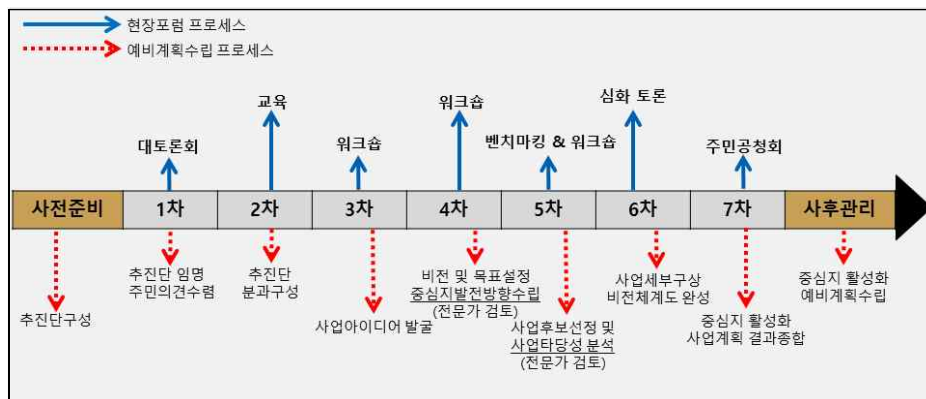 현장포럼 프로세스
예비계획수립 프로세스
교육
워크숍
심화 토론
대토론회
워크숍
벤치마킹 & 워크숍
주민공청회
사전준비 1차 2차 3차 4차 5차 6차 7차 사후관리
추진단구성
추진단 임명
주민의견수렴
추진단
분과구성
사업아이디어 발굴
비전 및 목표설정
중심지발전방향수립
(전문가 검토)
사업후보선정 및
사업타당성 분석
(전문가 검토)
사업세부구상
비전체계도 완성
중심지 활성화
사업계획 결과종합
중심지 활성화
예비계획수립